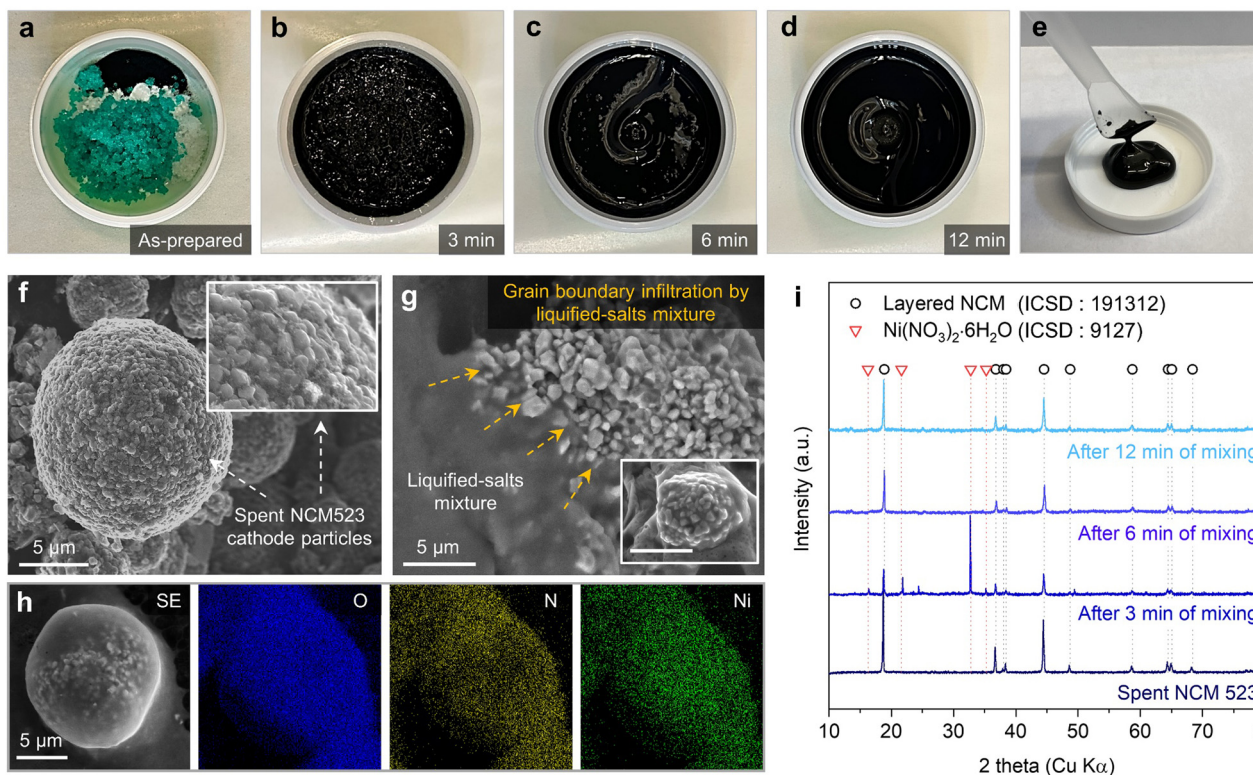 a
As-prepared
b
3 min
c
6 min
d
12 min
e
f
Spent NCM523
cathode particles
5 μm
g
Grain boundary infiltration by
liquified-salts mixture
Liquified-salts
mixture
5 μm
h
SE
5 μm
O
N
Ni
i
Layered NCM (ICSD : 191312)
Ni(NO₃)₂·6H₂O (ICSD : 9127)
After 12 min of mixing
After 6 min of mixing
After 3 min of mixing
Spent NCM 523
Intensity (a.u.)
10 20 30 40 50 60 70
2 theta (Cu Kα)